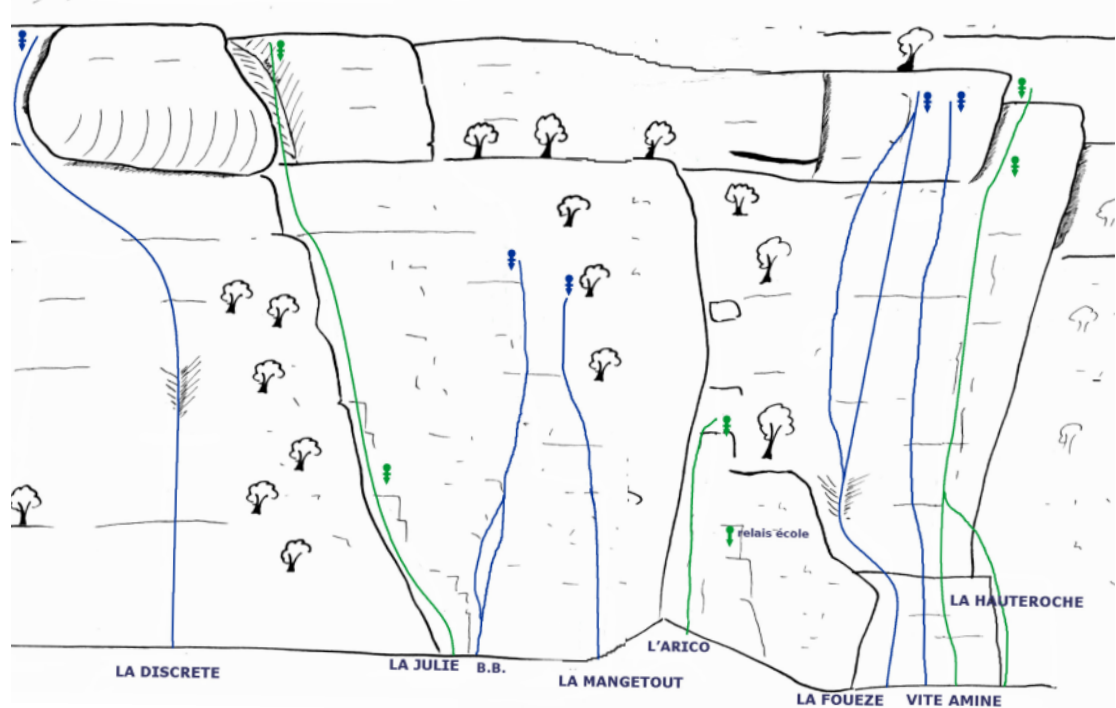 relais école
LA HAUTEROCHE
L'ARICO
LA JULIE
B.B.
LA DISCRETE
LA MANGETOUT
LA FOUEZE
VITE AMINE